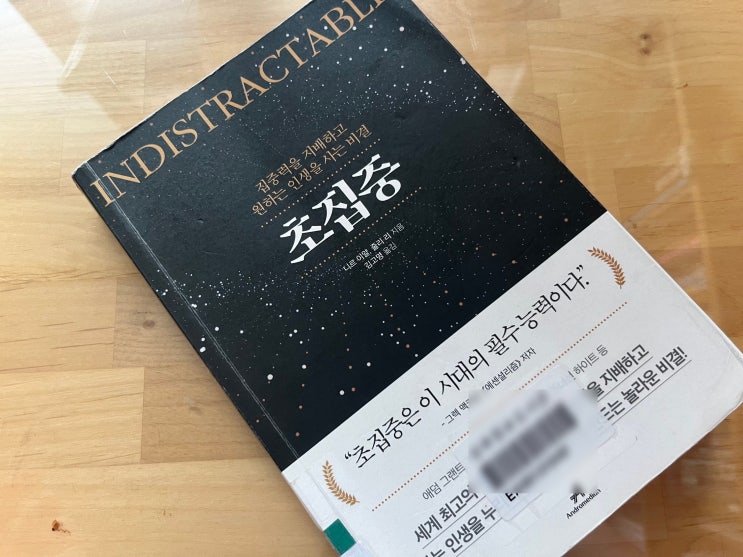 INDISTRACTABLE
집중력을 지배하고
원하는 인생을 사는 비결
초집중
니르 이얄, 줄리 리 지음
김고명 옮김
“초집중은 이 시대의 필수 능력이다.”
- 그렉 맥 《에센셜리즘》 저자
애덤 그랜트 하이트 등
세계 최고의 을 지배하고
는 인생을 누 드는 놀라운 비결!
Andromedia